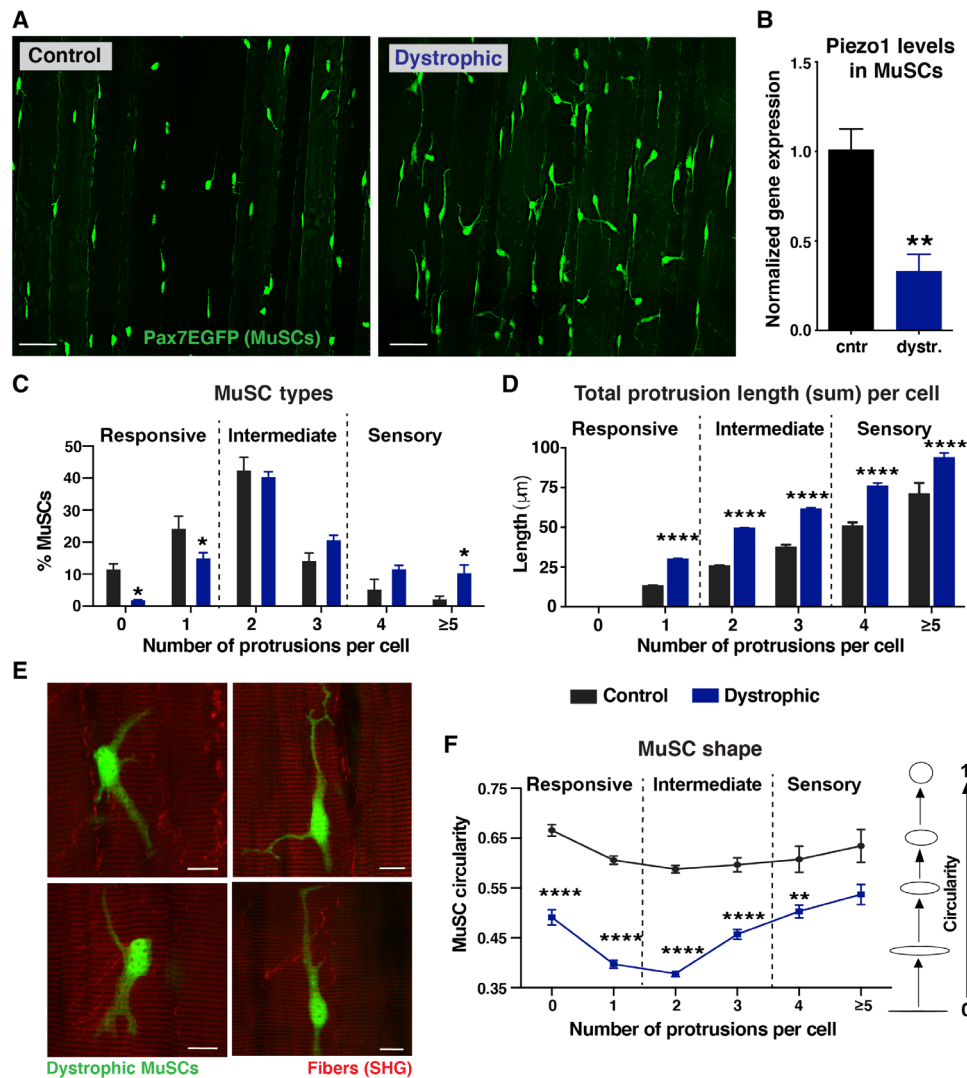 A
Control
Dystrophic
Pax7EGFP (MuSCs)
B
Piezo1 levels
in MuSCs
Normalized gene expression
1.5
1.0
0.5
0.0
**
cntr
dystr.
C
MuSC types
Responsive
Intermediate
Sensory
% MuSCs
50
40
30
20
10
0
*
*
*
0
1
2
3
4
≥5
Number of protrusions per cell
D
Total protrusion length (sum) per cell
Responsive
Intermediate
Sensory
Length (μm)
100
75
50
25
0
****
****
****
****
****
0
1
2
3
4
≥5
Number of protrusions per cell
Control
Dystrophic
E
Dystrophic MuSCs
Fibers (SHG)
F
MuSC shape
Responsive
Intermediate
Sensory
MuSC circularity
0.75
0.65
0.55
0.45
0.35
****
****
****
****
**
0
1
2
3
4
≥5
Number of protrusions per cell
Circularity
1
0